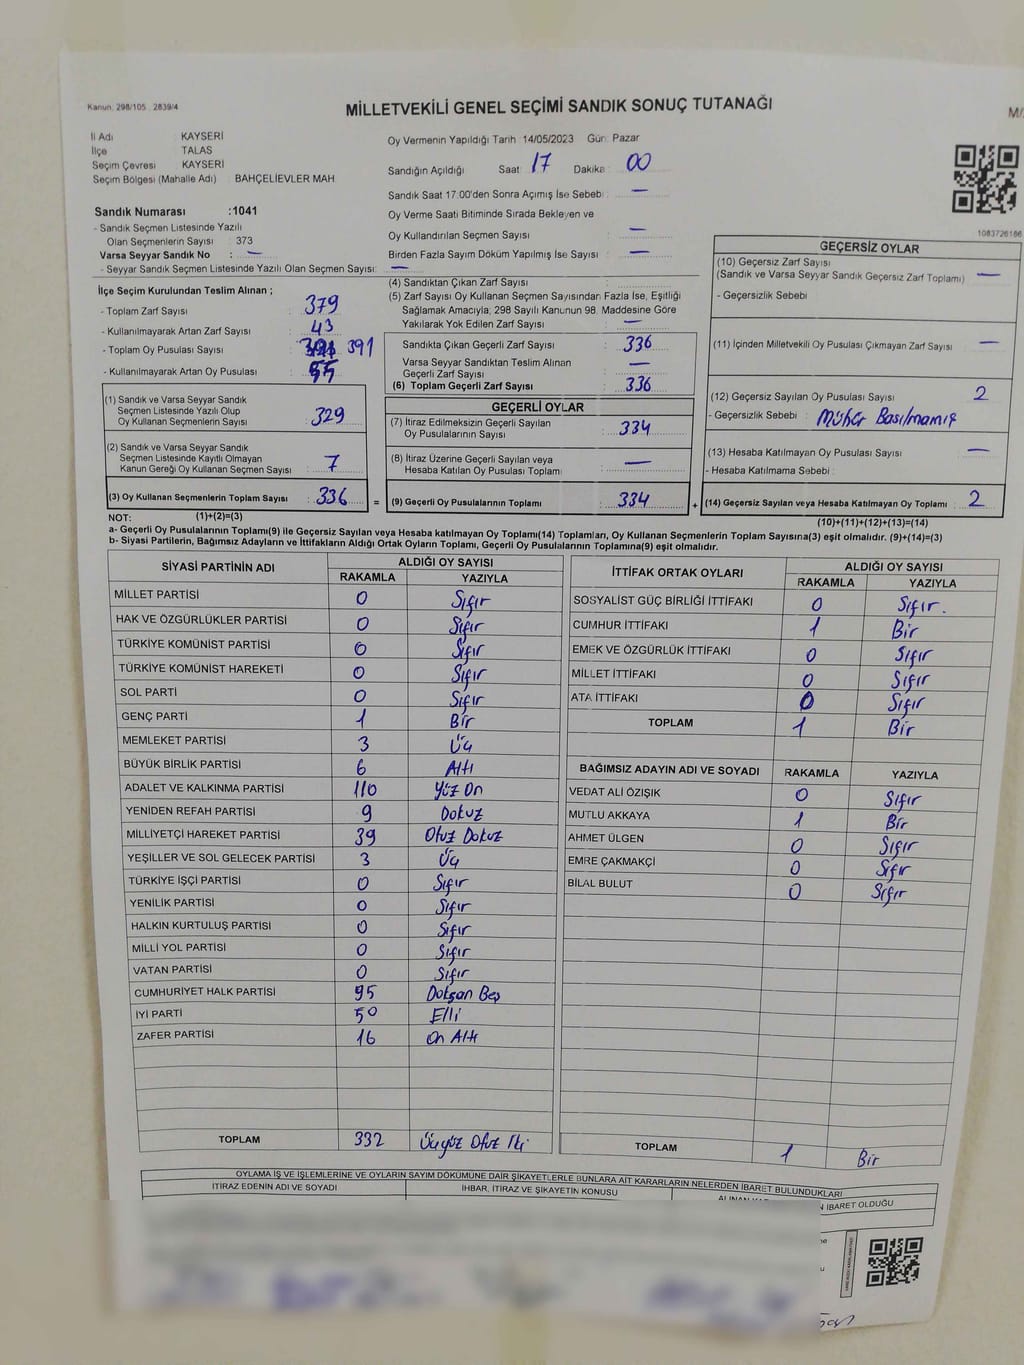 Kanun: 298/105 2839/4
MİLLETVEKİLİ GENEL SEÇİMİ SANDIK SONUÇ TUTANAĞI
İl Adı KAYSERİ
İlçe TALAS
Seçim Çevresi KAYSERİ
Seçim Bölgesi (Mahalle Adı) BAHÇELİEVLER MAH
Sandık Numarası :1041
- Sandık Seçmen Listesinde Yazılı
Olan Seçmenlerin Sayısı : 373
Varsa Seyyar Sandık No : —
- Seyyar Sandık Seçmen Listesinde Yazılı Olan Seçmen Sayısı: —
Oy Vermenin Yapıldığı Tarih 14/05/2023 Gün: Pazar
Sandığın Açıldığı Saat: 17 Dakika: 00
Sandık Saat 17:00'den Sonra Açımış İse Sebebi : —
Oy Verme Saati Bitiminde Sırada Bekleyen ve
Oy Kullandırılan Seçmen Sayısı —
Birden Fazla Sayım Döküm Yapılmış İse Sayısı —
1083726166
İlçe Seçim Kurulundan Teslim Alınan ;
- Toplam Zarf Sayısı : 379
- Kullanılmayarak Artan Zarf Sayısı : 43
- Toplam Oy Pusulası Sayısı : 391
- Kullanılmayarak Artan Oy Pusulası : 55
(4) Sandıktan Çıkan Zarf Sayısı :
(5) Zarf Sayısı Oy Kullanan Seçmen Sayısından Fazla İse, Eşitliği
Sağlamak Amacıyla; 298 Sayılı Kanunun 98. Maddesine Göre
Yakılarak Yok Edilen Zarf Sayısı : —
Sandıkta Çıkan Geçerli Zarf Sayısı : 336
Varsa Seyyar Sandıktan Teslim Alınan
Geçerli Zarf Sayısı : —
(6) Toplam Geçerli Zarf Sayısı : 336
GEÇERSİZ OYLAR
(10) Geçersiz Zarf Sayısı
(Sandık ve Varsa Seyyar Sandık Geçersiz Zarf Toplamı) —
- Geçersizlik Sebebi :
(11) İçinden Milletvekili Oy Pusulası Çıkmayan Zarf Sayısı : —
(12) Geçersiz Sayılan Oy Pusulası Sayısı : 2
- Geçersizlik Sebebi : Mühür Basılmamış
(13) Hesaba Katılmayan Oy Pusulası Sayısı : —
- Hesaba Katılmama Sebebi :
(14) Geçersiz Sayılan veya Hesaba Katılmayan Oy Toplamı : 2
(10)+(11)+(12)+(13)=(14)
(1) Sandık ve Varsa Seyyar Sandık
Seçmen Listesinde Yazılı Olup
Oy Kullanan Seçmenlerin Sayısı : 329
(2) Sandık ve Varsa Seyyar Sandık
Seçmen Listesinde Kayıtlı Olmayan
Kanun Gereği Oy Kullanan Seçmen Sayısı : 7
(3) Oy Kullanan Seçmenlerin Toplam Sayısı : 336 =
GEÇERLİ OYLAR
(7) İtiraz Edilmeksizin Geçerli Sayılan
Oy Pusulalarının Sayısı : 334
(8) İtiraz Üzerine Geçerli Sayılan veya
Hesaba Katılan Oy Pusulası Toplamı : —
(9) Geçerli Oy Pusulalarının Toplamı : 334 +
NOT: (1)+(2)=(3)
a- Geçerli Oy Pusulalarının Toplamı(9) ile Geçersiz Sayılan veya Hesaba Katılmayan Oy Toplamı(14) Toplamları, Oy Kullanan Seçmenlerin Toplam Sayısına(3) eşit olmalıdır. (9)+(14)=(3)
b- Siyasi Partilerin, Bağımsız Adayların ve İttifakların Aldığı Ortak Oyların Toplamı, Geçerli Oy Pusulalarının Toplamına(9) eşit olmalıdır.
SİYASİ PARTİNİN ADI ALDIĞI OY SAYISI
RAKAMLA YAZIYLA
MİLLET PARTİSİ 0 Sıfır
HAK VE ÖZGÜRLÜKLER PARTİSİ 0 Sıfır
TÜRKİYE KOMÜNİST PARTİSİ 0 Sıfır
TÜRKİYE KOMÜNİST HAREKETİ 0 Sıfır
SOL PARTİ 0 Sıfır
GENÇ PARTİ 1 Bir
MEMLEKET PARTİSİ 3 Üç
BÜYÜK BİRLİK PARTİSİ 6 Altı
ADALET VE KALKINMA PARTİSİ 110 Yüz On
YENİDEN REFAH PARTİSİ 9 Dokuz
MİLLİYETÇİ HAREKET PARTİSİ 39 Otuz Dokuz
YEŞİLLER VE SOL GELECEK PARTİSİ 3 Üç
TÜRKİYE İŞÇİ PARTİSİ 0 Sıfır
YENİLİK PARTİSİ 0 Sıfır
HALKIN KURTULUŞ PARTİSİ 0 Sıfır
MİLLİ YOL PARTİSİ 0 Sıfır
VATAN PARTİSİ 0 Sıfır
CUMHURİYET HALK PARTİSİ 95 Doksan Beş
İYİ PARTİ 50 Elli
ZAFER PARTİSİ 16 On Altı
TOPLAM 332 Üçyüz Otuz İki
İTTİFAK ORTAK OYLARI ALDIĞI OY SAYISI
RAKAMLA YAZIYLA
SOSYALİST GÜÇ BİRLİĞİ İTTİFAKI 0 Sıfır.
CUMHUR İTTİFAKI 1 Bir
EMEK VE ÖZGÜRLÜK İTTİFAKI 0 Sıfır
MİLLET İTTİFAKI 0 Sıfır
ATA İTTİFAKI 0 Sıfır
TOPLAM 1 Bir
BAĞIMSIZ ADAYIN ADI VE SOYADI RAKAMLA YAZIYLA
VEDAT ALİ ÖZIŞIK 0 Sıfır
MUTLU AKKAYA 1 Bir
AHMET ÜLGEN 0 Sıfır
EMRE ÇAKMAKÇİ 0 Sıfır
BİLAL BULUT 0 Sıfır
TOPLAM 1 Bir
OYLAMA İŞ VE İŞLEMLERİNE VE OYLARIN SAYIM DÖKÜMÜNE DAİR ŞİKAYETLERLE BUNLARA AİT KARARLARIN NELERDEN İBARET BULUNDUKLARI
İTİRAZ EDENİN ADI VE SOYADI İHBAR, İTİRAZ VE ŞİKAYETİN KONUSU
İBARET OLDUĞU